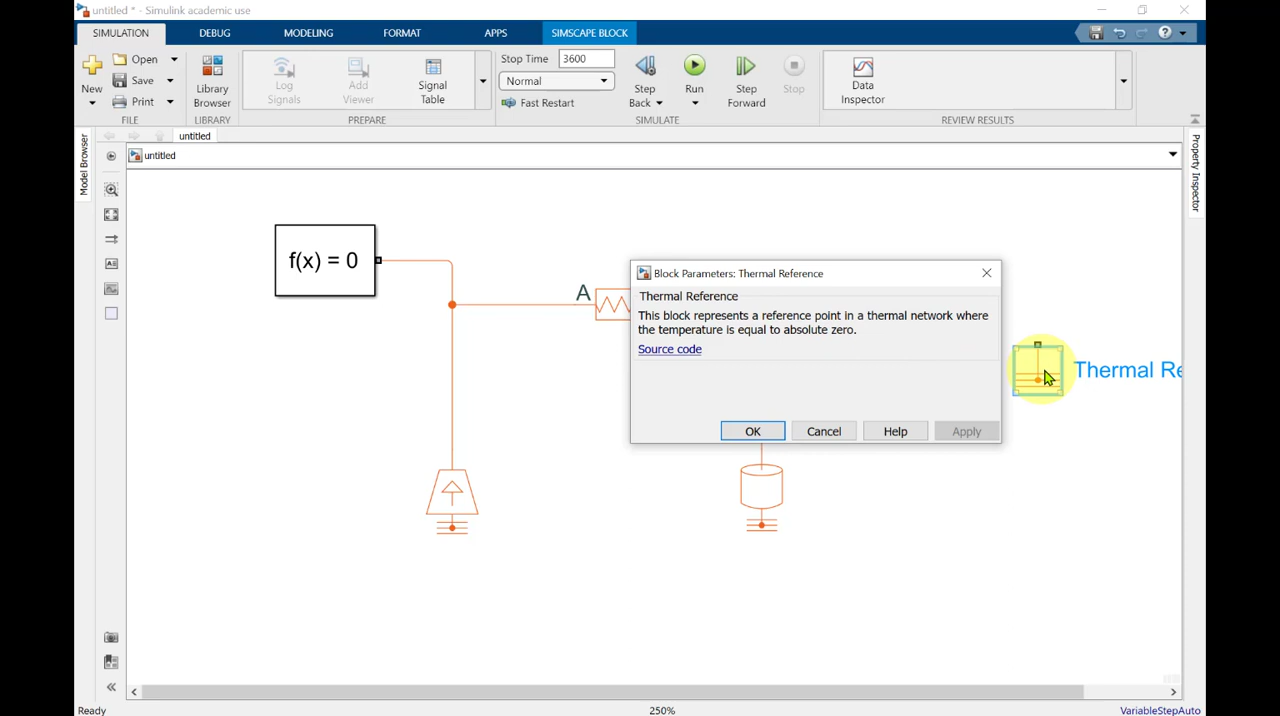 untitled * - Simulink academic use
SIMULATION
DEBUG
MODELING
FORMAT
APPS
SIMSCAPE BLOCK
New
Open
Save
Print
FILE
Library
Browser
LIBRARY
Log
Signals
Add
Viewer
Signal
Table
PREPARE
Stop Time 3600
Normal
Fast Restart
Step
Back
Run
Step
Forward
Stop
SIMULATE
Data
Inspector
REVIEW RESULTS
untitled
Model Browser
untitled
Property Inspector
f(x) = 0
A
Block Parameters: Thermal Reference
Thermal Reference
This block represents a reference point in a thermal network where
the temperature is equal to absolute zero.
Source code
OK
Cancel
Help
Apply
Thermal Re
Ready
250%
VariableStepAuto